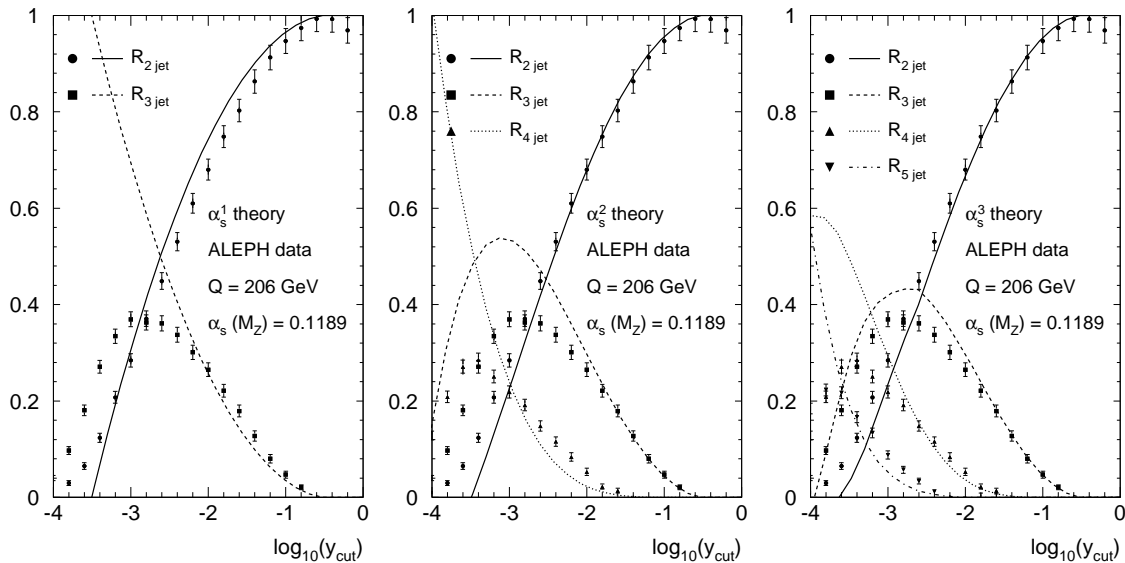 1
0.8
0.6
0.4
0.2
0
R2 jet
R3 jet
αs1 theory
ALEPH data
Q = 206 GeV
αs (MZ) = 0.1189
-4 -3 -2 -1 0
log10(ycut)
R2 jet
R3 jet
R4 jet
αs2 theory
ALEPH data
Q = 206 GeV
αs (MZ) = 0.1189
1
0.8
0.6
0.4
0.2
0
-4 -3 -2 -1 0
log10(ycut)
R2 jet
R3 jet
R4 jet
R5 jet
αs3 theory
ALEPH data
Q = 206 GeV
αs (MZ) = 0.1189
1
0.8
0.6
0.4
0.2
0
-4 -3 -2 -1 0
log10(ycut)